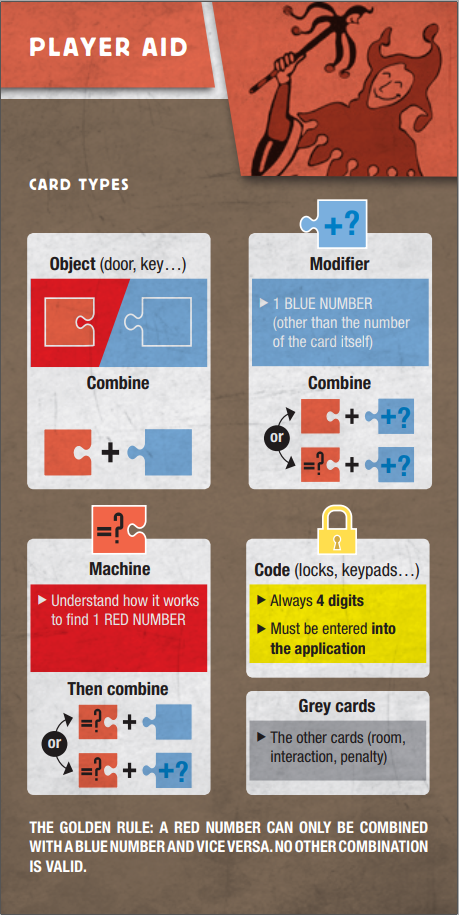 PLAYER AID
CARD TYPES
Object (door, key…)
Combine
+
+?
Modifier
▶ 1 BLUE NUMBER
(other than the number
of the card itself)
Combine
+ +?
or
=? + +?
=?
Machine
▶ Understand how it works
to find 1 RED NUMBER
Then combine
=? +
or
=? + +?
Code (locks, keypads…)
▶ Always 4 digits
▶ Must be entered into
the application
Grey cards
▶ The other cards (room,
interaction, penalty)
THE GOLDEN RULE: A RED NUMBER CAN ONLY BE COMBINED
WITH A BLUE NUMBER AND VICE VERSA. NO OTHER COMBINATION
IS VALID.